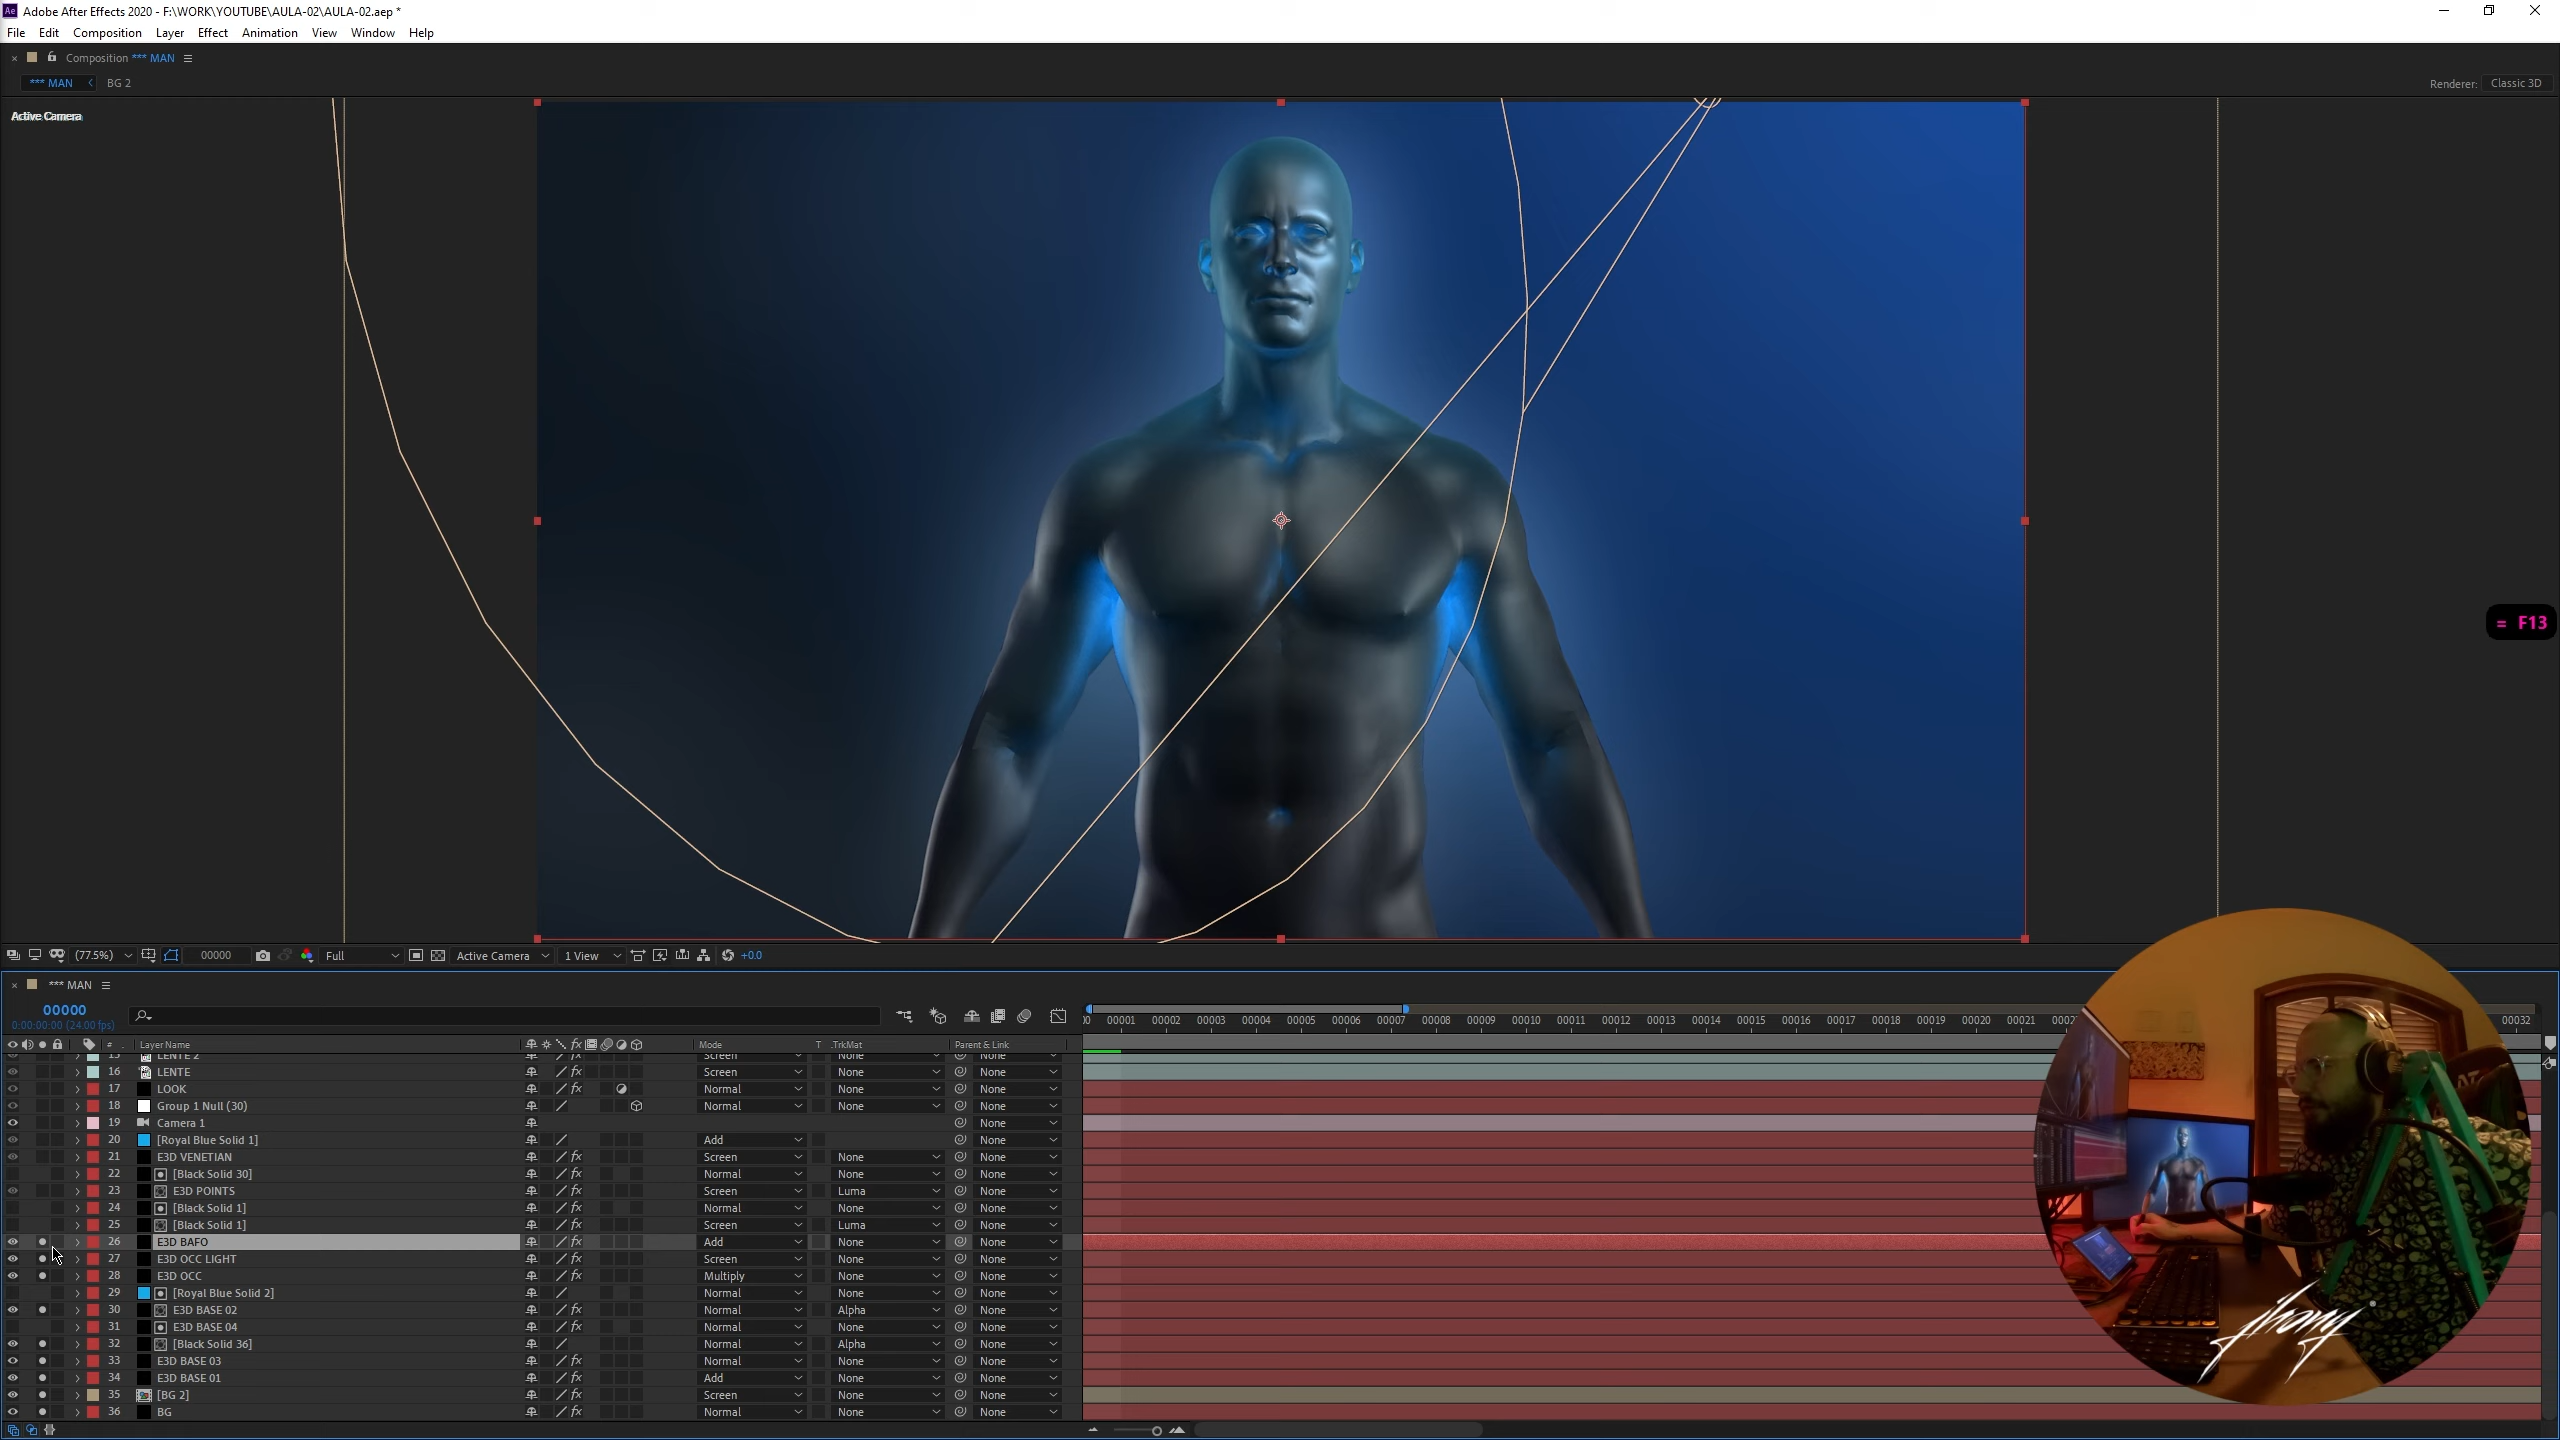 Adobe After Effects 2020 - F:\WORK\YOUTUBE\AULA-02\AULA-02.aep *
File Edit Composition Layer Effect Animation View Window Help
Composition *** MAN
*** MAN BG 2 Renderer: Classic 3D
Active Camera
= F13
(77.5%) 00000 Full Active Camera 1 View +0.0
*** MAN
00000
0:00:00:00 (24.00 fps)
00001 00002 00003 00004 00005 00006 00007 00008 00009 00010 00011 00012 00013 00014 00015 00016 00017 00018 00019 00020 00021 00032
# Layer Name Mode T .TrkMat Parent & Link
15 LENTE 2 Screen None None
16 LENTE Screen None None
17 LOOK Normal None None
18 Group 1 Null (30) Normal None None
19 Camera 1 None
20 [Royal Blue Solid 1] Add None
21 E3D VENETIAN Screen None None
22 [Black Solid 30] Normal None None
23 E3D POINTS Screen Luma None
24 [Black Solid 1] Normal None None
25 [Black Solid 1] Screen Luma None
26 E3D BAFO Add None None
27 E3D OCC LIGHT Screen None None
28 E3D OCC Multiply None None
29 [Royal Blue Solid 2] Normal None None
30 E3D BASE 02 Normal Alpha None
31 E3D BASE 04 Normal None None
32 [Black Solid 36] Normal Alpha None
33 E3D BASE 03 Normal None None
34 E3D BASE 01 Add None None
35 [BG 2] Screen None None
36 BG Normal None None
jhony